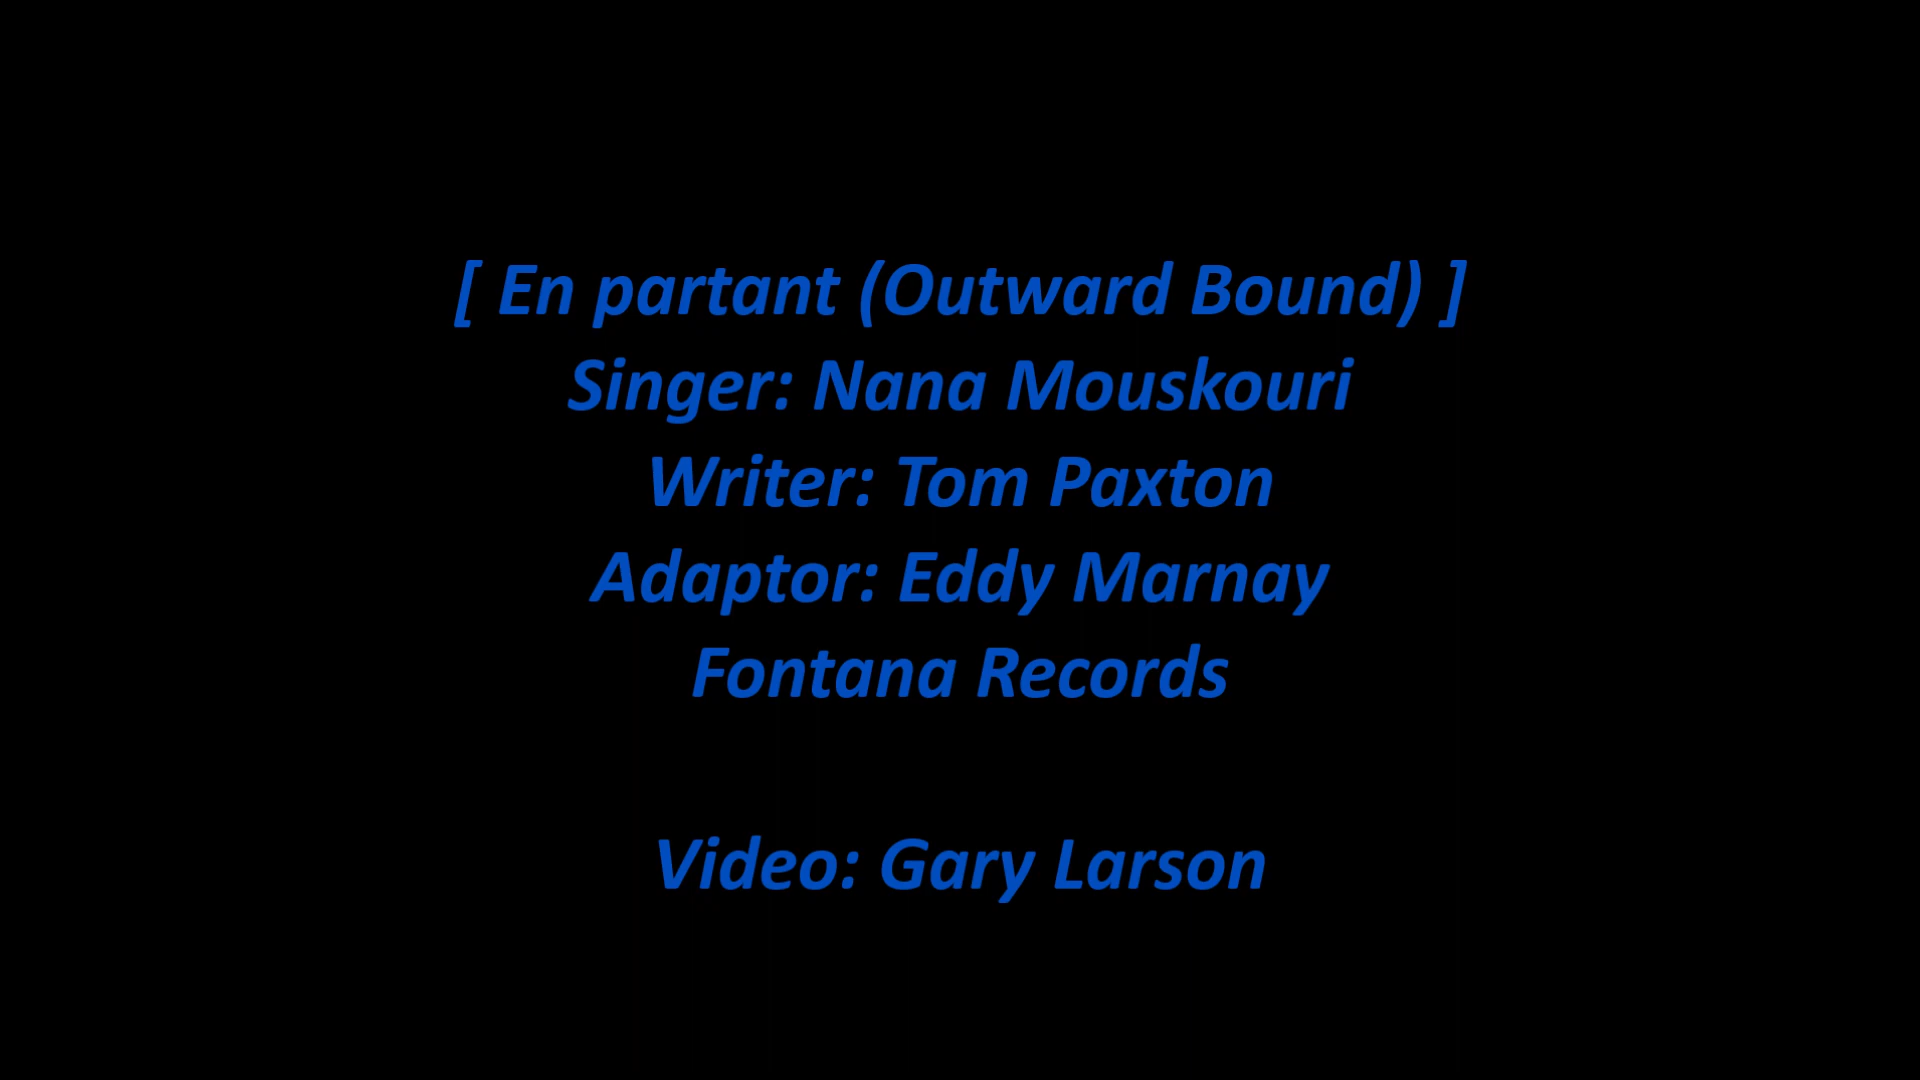 [ En partant (Outward Bound) ]
Singer: Nana Mouskouri
Writer: Tom Paxton
Adaptor: Eddy Marnay
Fontana Records
Video: Gary Larson